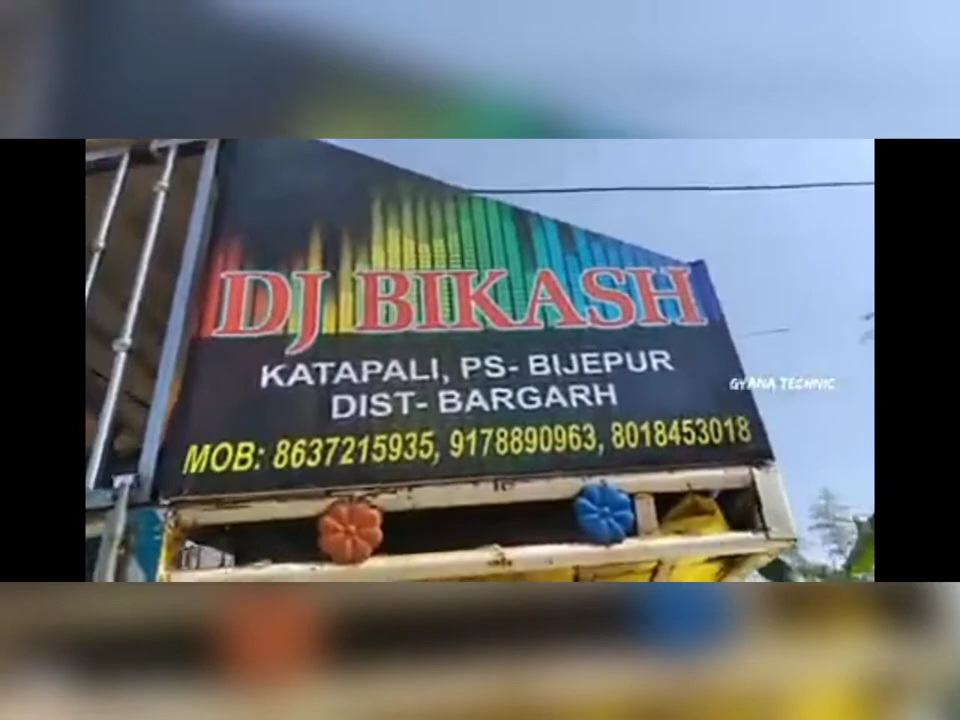 DJ BIKASH
KATAPALI, PS- BIJEPUR
DIST- BARGARH
MOB: 8637215935, 9178890963, 8018453018
GYANA TECHNIC